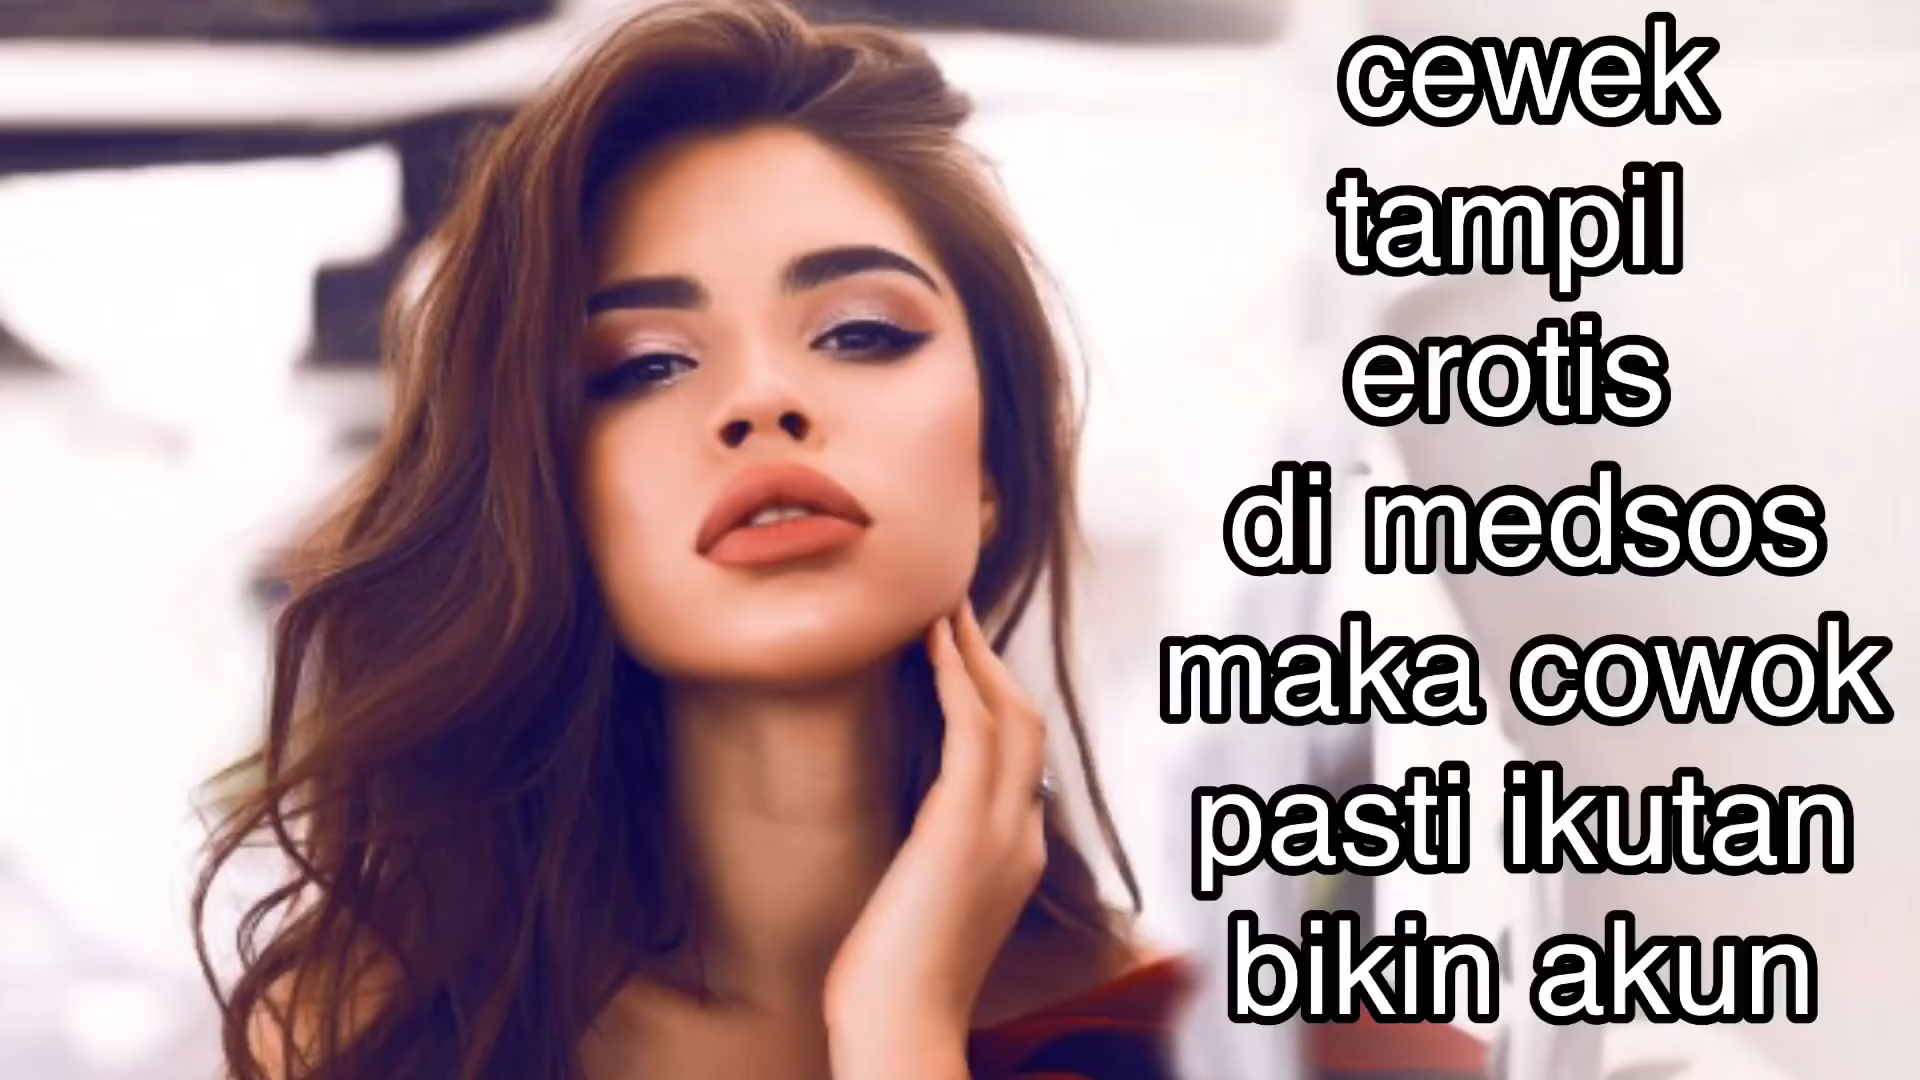 cewek
tampil
erotis
di medsos
maka cowok
pasti ikutan
bikin akun